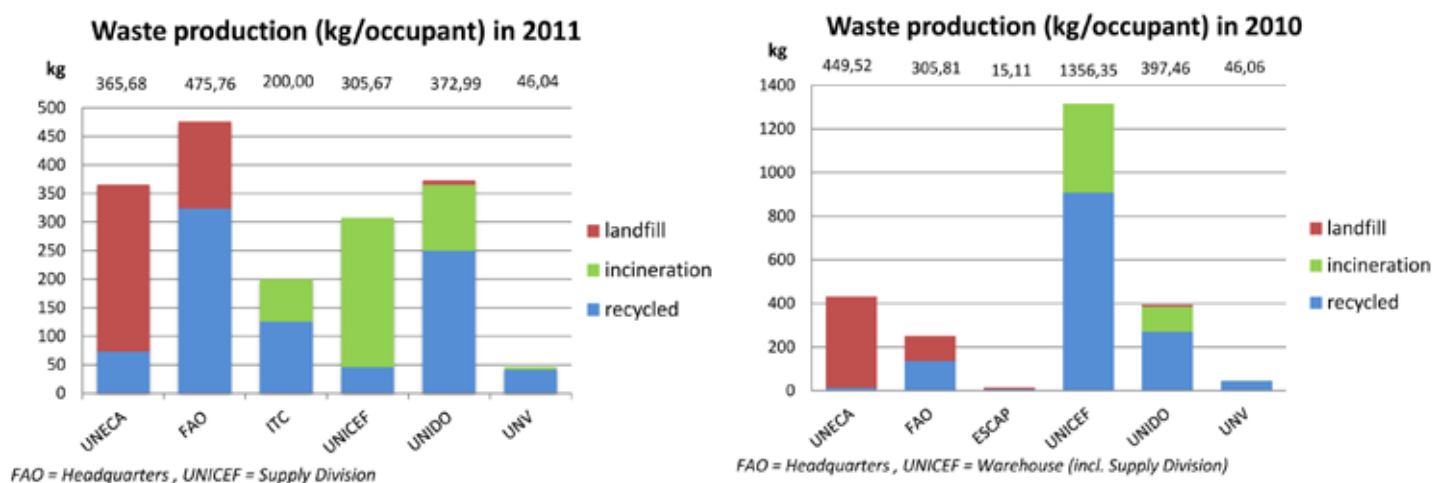 Waste production (kg/occupant) in 2011
kg
365,68 475,76 200,00 305,67 372,99 46,04
500
450
400
350
300
250
200
150
100
50
0
landfill
incineration
recycled
UNECA FAO ITC UNICEF UNIDO UNV
FAO = Headquarters , UNICEF = Supply Division
Waste production (kg/occupant) in 2010
kg
449,52 305,81 15,11 1356,35 397,46 46,06
1400
1200
1000
800
600
400
200
0
landfill
incineration
recycled
UNECA FAO ESCAP UNICEF UNIDO UNV
FAO = Headquarters , UNICEF = Warehouse (incl. Supply Division)